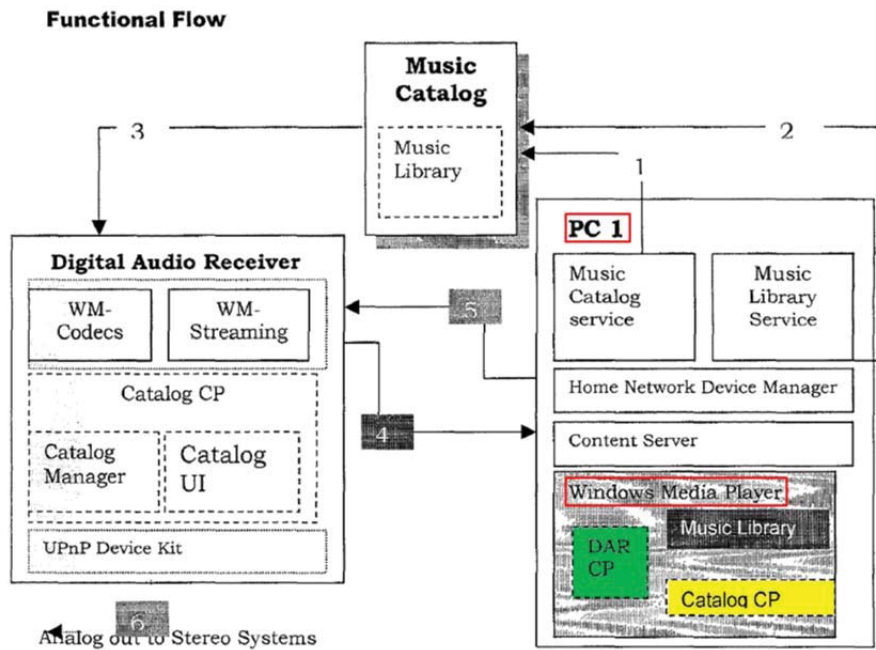 Functional Flow
Music
Catalog
Music
Library
3
2
1
PC 1
Music
Catalog
service
Music
Library
Service
Home Network Device Manager
Content Server
Windows Media Player
Music Library
DAR
CP
Catalog CP
Digital Audio Receiver
WM-
Codecs
WM-
Streaming
Catalog CP
Catalog
Manager
Catalog
UI
UPnP Device Kit
5
4
6
Analog out to Stereo Systems